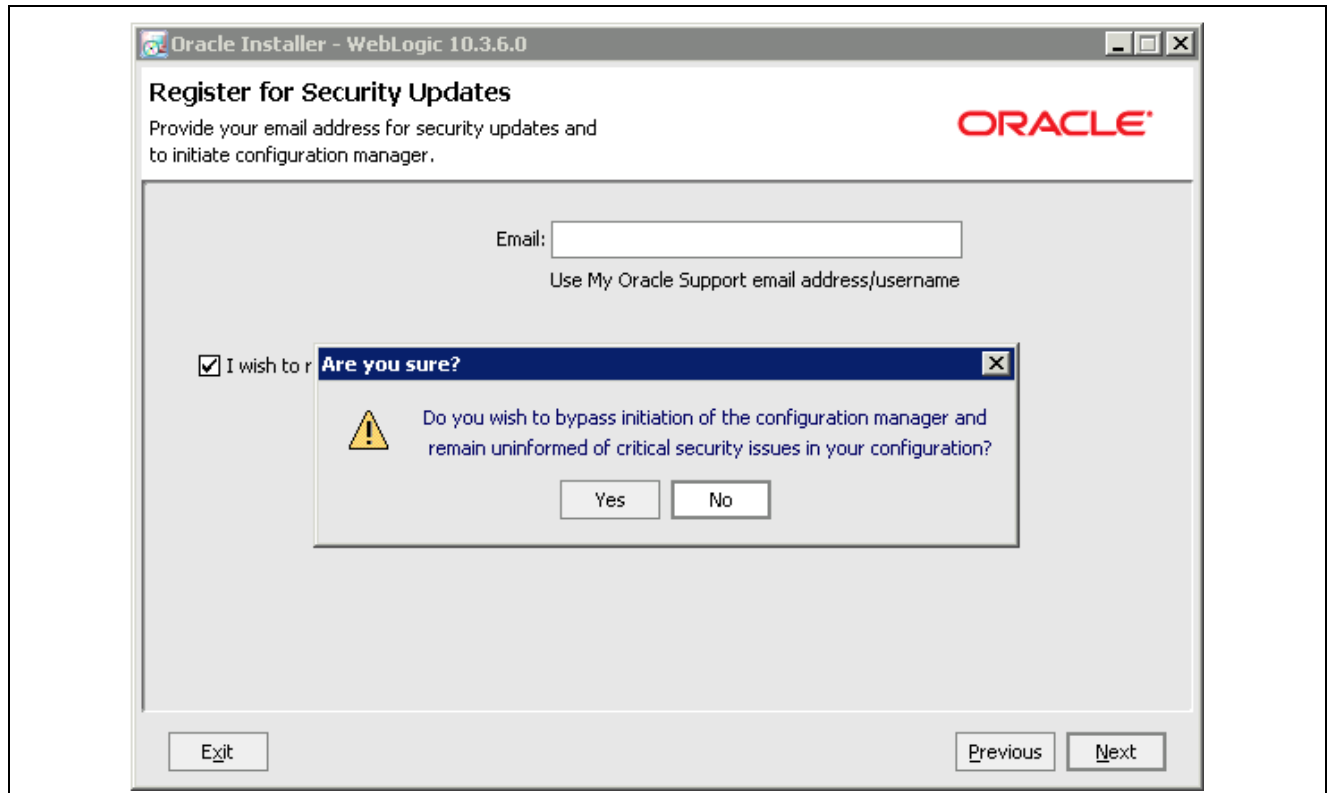 Oracle Installer - WebLogic 10.3.6.0
Register for Security Updates
Provide your email address for security updates and
to initiate configuration manager.
ORACLE
Email:
Use My Oracle Support email address/username
I wish to r
Are you sure?
Do you wish to bypass initiation of the configuration manager and
remain uninformed of critical security issues in your configuration?
Yes
No
Exit
Previous
Next